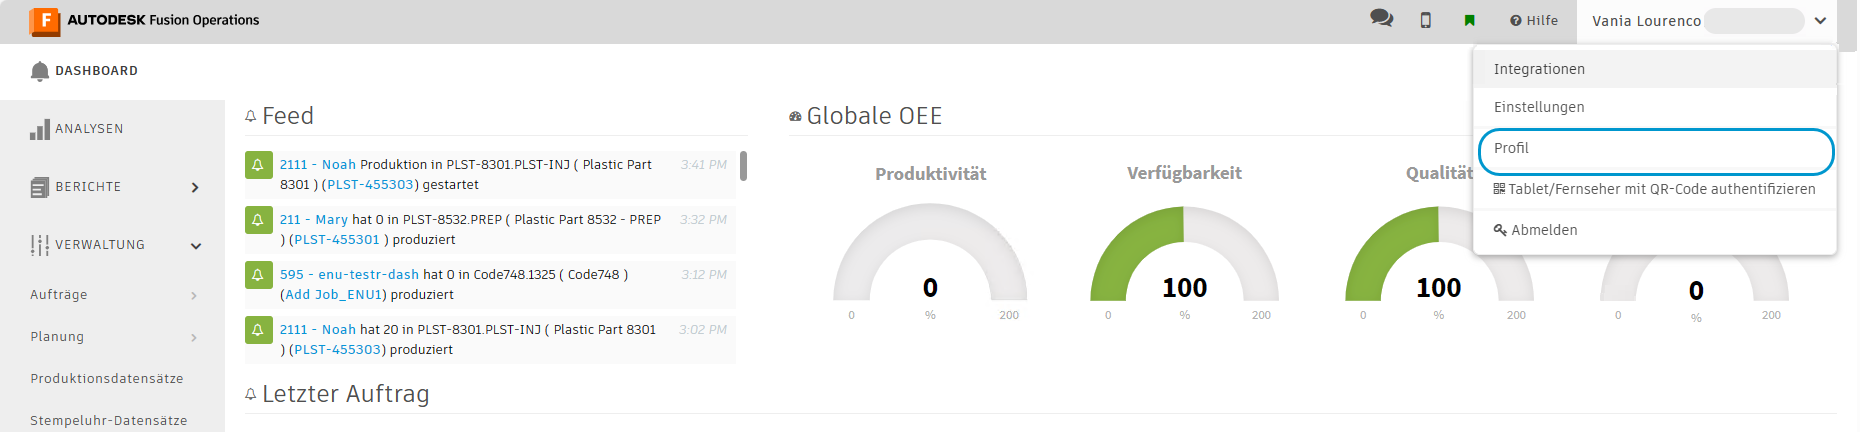 AUTODESK Fusion Operations
Hilfe
Vania Lourenco
DASHBOARD
ANALYSEN
BERICHTE
VERWALTUNG
Aufträge
Planung
Produktionsdatensätze
Stempeluhr-Datensätze
Feed
2111 - Noah Produktion in PLST-8301.PLST-INJ ( Plastic Part 3:41 PM
8301 ) (PLST-455303) gestartet
211 - Mary hat 0 in PLST-8532.PREP ( Plastic Part 8532 - PREP 3:32 PM
) (PLST-455301 ) produziert
595 - enu-testr-dash hat 0 in Code748.1325 ( Code748 ) 3:12 PM
(Add Job_ENU1) produziert
2111 - Noah hat 20 in PLST-8301.PLST-INJ ( Plastic Part 8301 3:02 PM
) (PLST-455303) produziert
Letzter Auftrag
Globale OEE
Produktivität
0
0 % 200
Verfügbarkeit
100
0 % 200
Qualität
100
0 % 200
0
0 % 200
Integrationen
Einstellungen
Profil
Tablet/Fernseher mit QR-Code authentifizieren
Abmelden